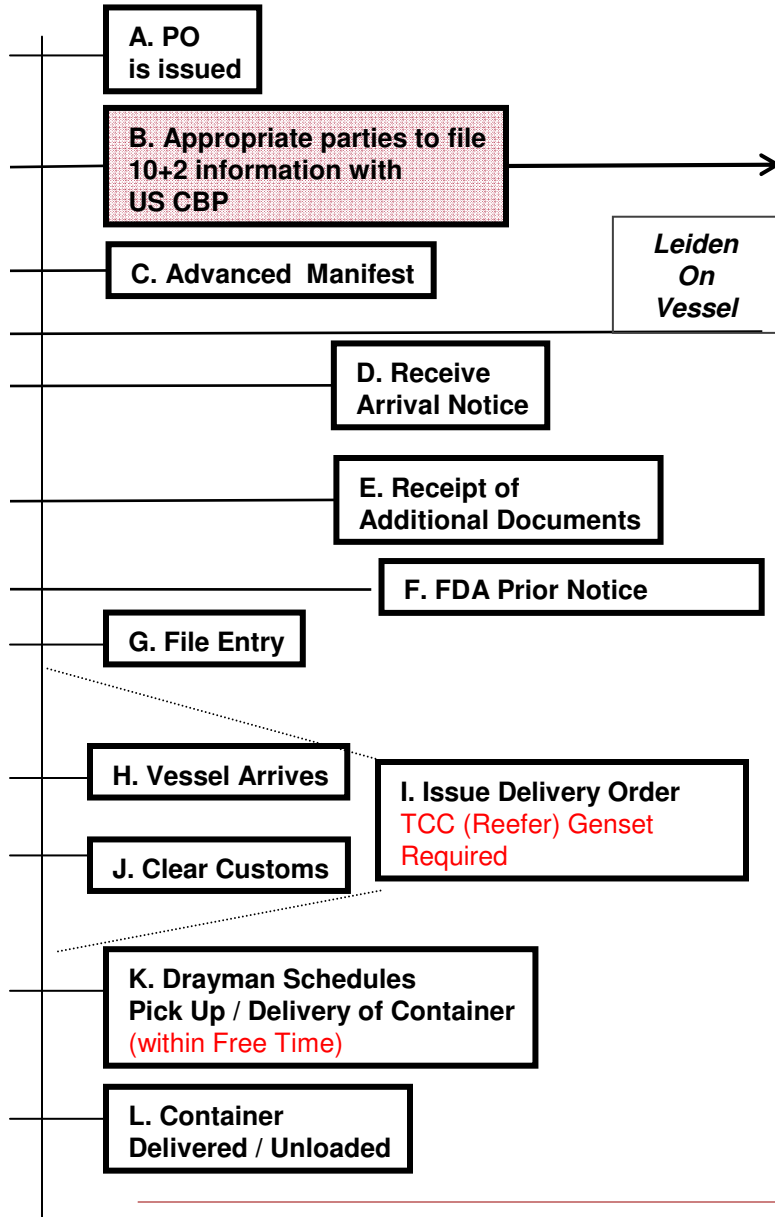 A. PO
is issued
B. Appropriate parties to file
10+2 information with
US CBP
C. Advanced Manifest
Leiden
On
Vessel
D. Receive
Arrival Notice
E. Receipt of
Additional Documents
F. FDA Prior Notice
G. File Entry
H. Vessel Arrives
I. Issue Delivery Order
TCC (Reefer) Genset
Required
J. Clear Customs
K. Drayman Schedules
Pick Up / Delivery of Container
(within Free Time)
L. Container
Delivered / Unloaded